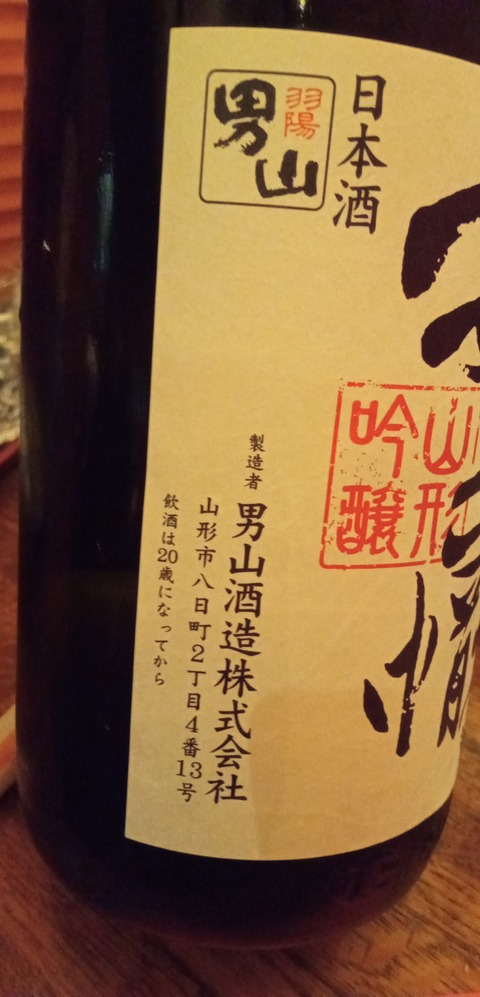 日本酒
羽陽
男山
山形
吟醸
製造者
男山酒造株式会社
山形市八日町2丁目4番13号
飲酒は20歳になってから